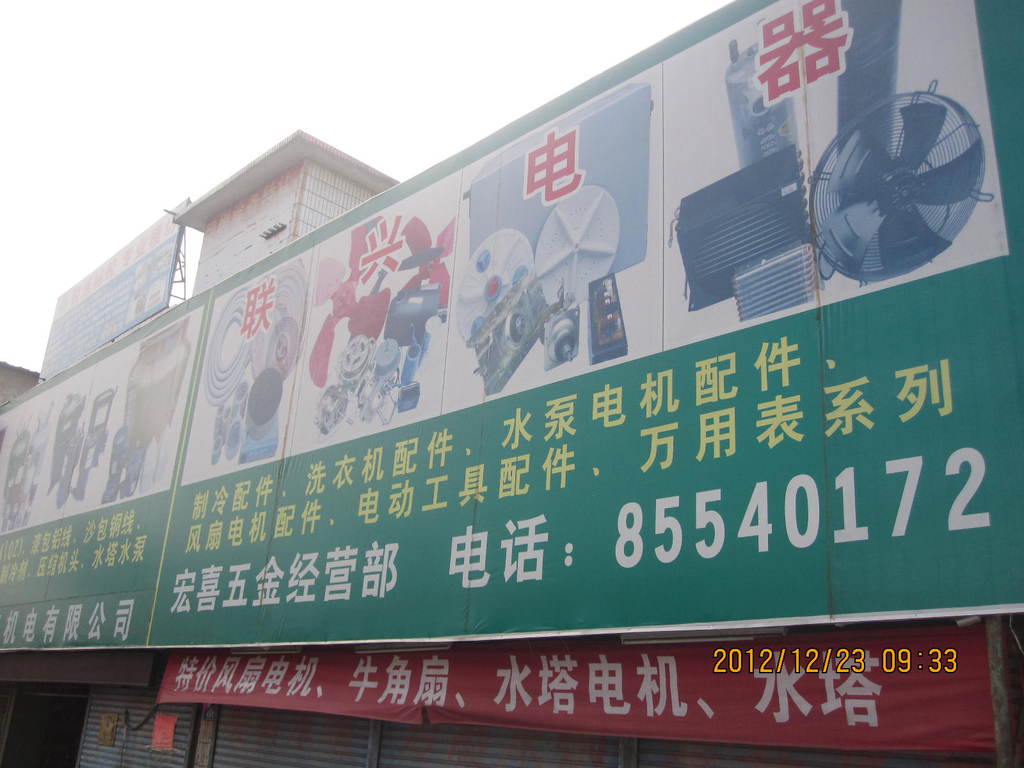 联兴电器
制冷配件、洗衣机配件、水泵电机配件、
风扇电机配件、电动工具配件、万用表系列
宏喜五金经营部 电话：85540172
漆包铝线、沙包铜线、
制冷剂、压缩机头、水塔水泵
机电有限公司
特价风扇电机、牛角扇、水塔电机、水塔
2012/12/23 09:33